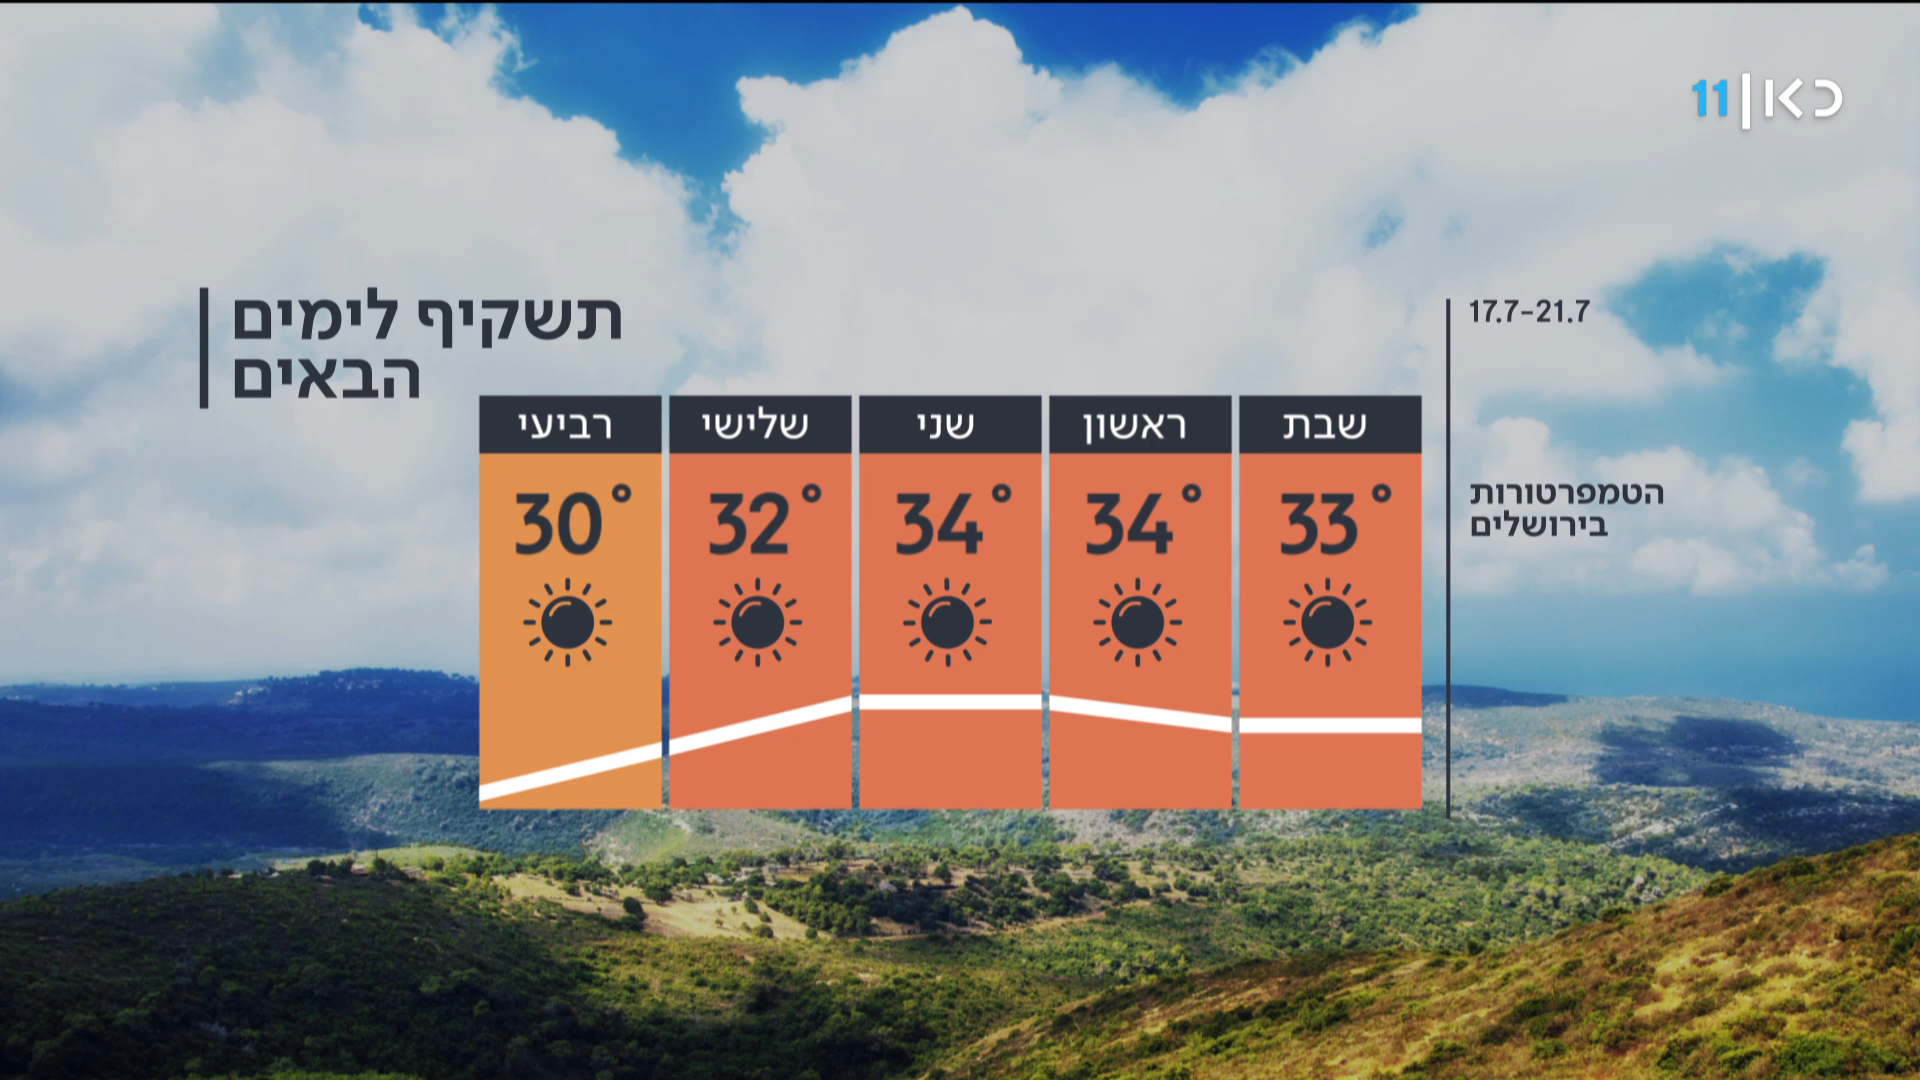 כאן 11
תשקיף לימים
הבאים
17.7-21.7
הטמפרטורות
בירושלים
שבת
ראשון
שני
שלישי
רביעי
33°
34°
34°
32°
30°